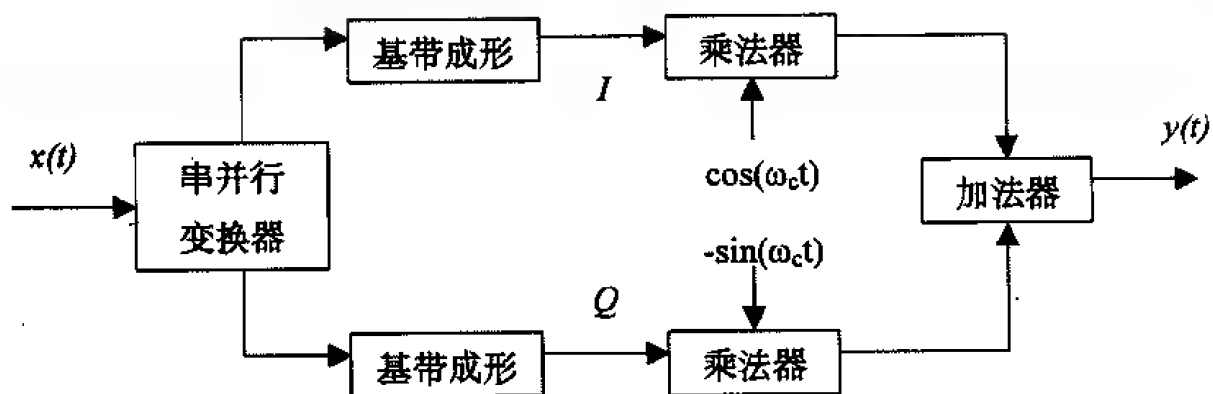 基带成形
I
乘法器
x(t)
串并行
变换器
cos(ωct)
-sin(ωct)
加法器
y(t)
Q
基带成形
乘法器